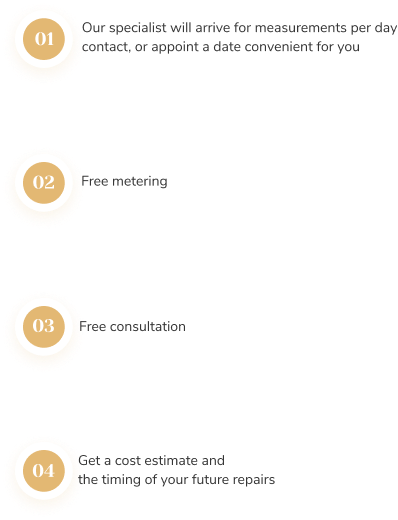 01
Our specialist will arrive for measurements per day
contact, or appoint a date convenient for you
02
Free metering
03
Free consultation
04
Get a cost estimate and
the timing of your future repairs